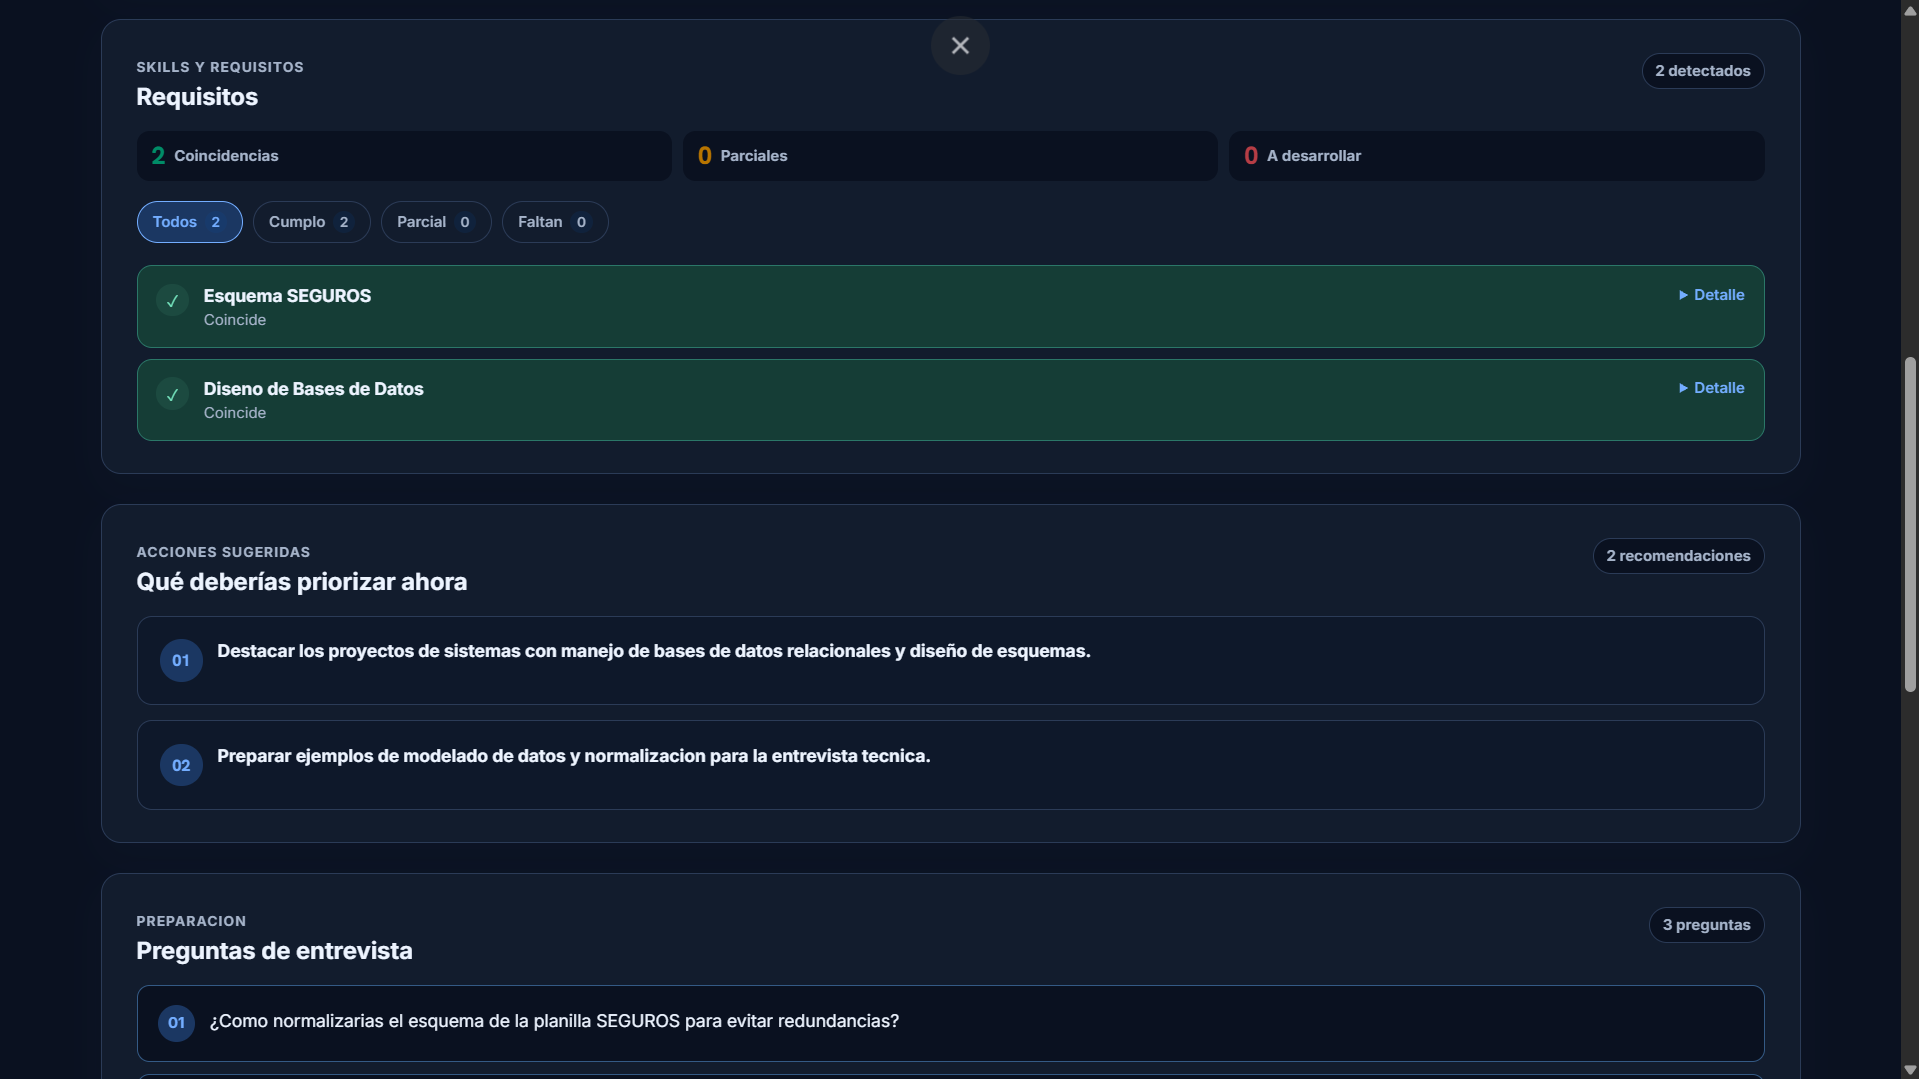 SKILLS Y REQUISITOS
Requisitos
2 detectados
2 Coincidencias
0 Parciales
0 A desarrollar
Todos 2
Cumplo 2
Parcial 0
Faltan 0
Esquema SEGUROS
Coincide
Detalle
Diseno de Bases de Datos
Coincide
Detalle
ACCIONES SUGERIDAS
Qué deberías priorizar ahora
2 recomendaciones
01 Destacar los proyectos de sistemas con manejo de bases de datos relacionales y diseño de esquemas.
02 Preparar ejemplos de modelado de datos y normalizacion para la entrevista tecnica.
PREPARACION
Preguntas de entrevista
3 preguntas
01 ¿Como normalizarias el esquema de la planilla SEGUROS para evitar redundancias?